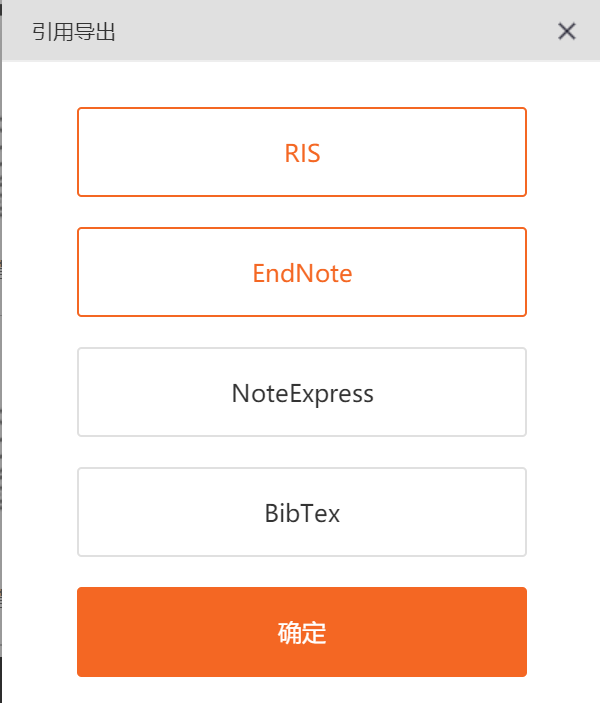 引用导出
RIS
EndNote
NoteExpress
BibTex
确定